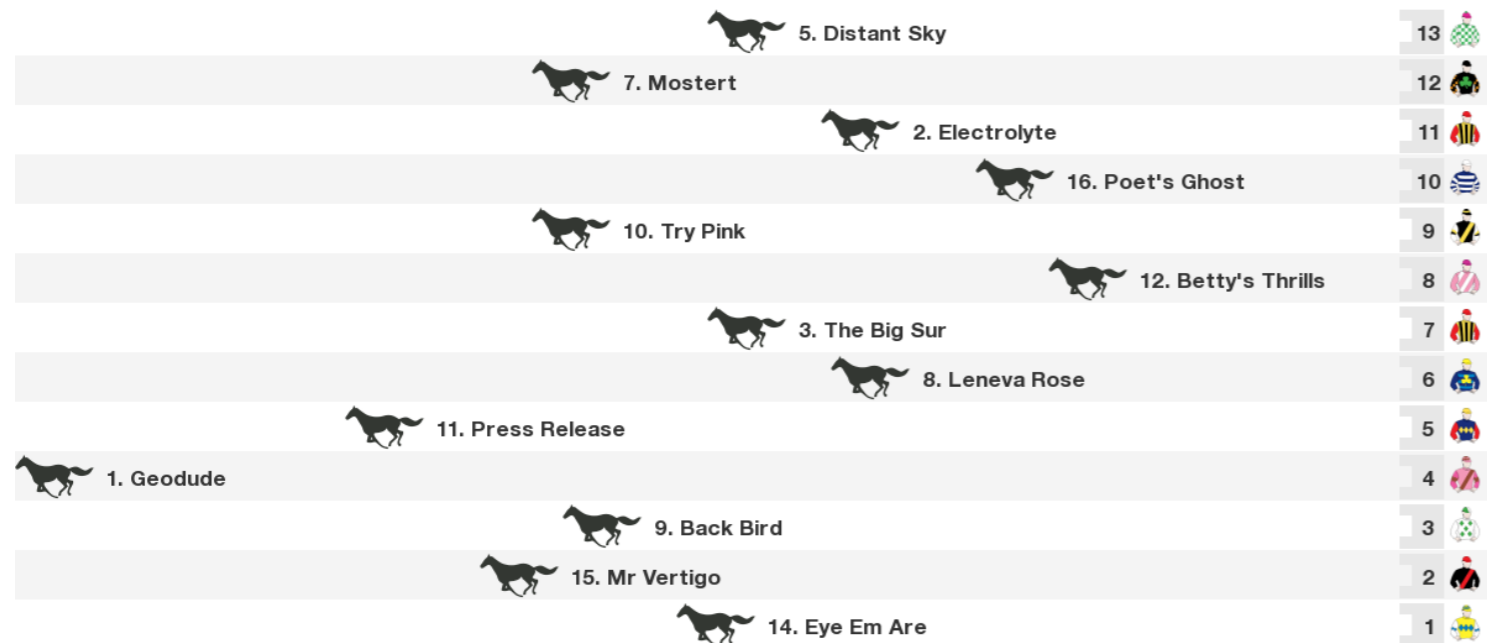 5. Distant Sky 13
7. Mostert 12
2. Electrolyte 11
16. Poet's Ghost 10
10. Try Pink 9
12. Betty's Thrills 8
3. The Big Sur 7
8. Leneva Rose 6
11. Press Release 5
1. Geodude 4
9. Back Bird 3
15. Mr Vertigo 2
14. Eye Em Are 1